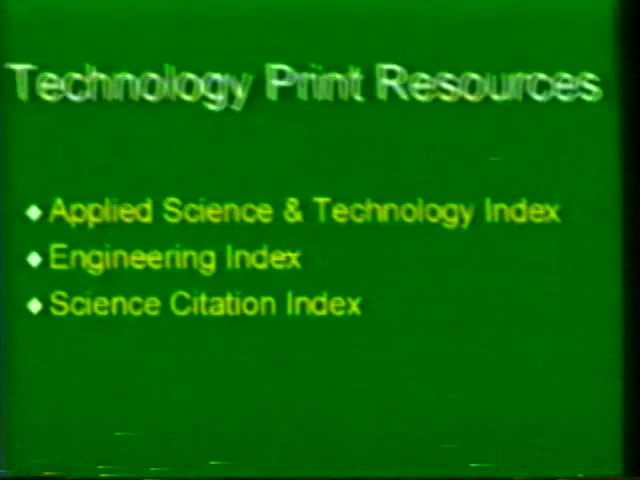 Technology Print Resources
Applied Science & Technology Index
Engineering Index
Science Citation Index